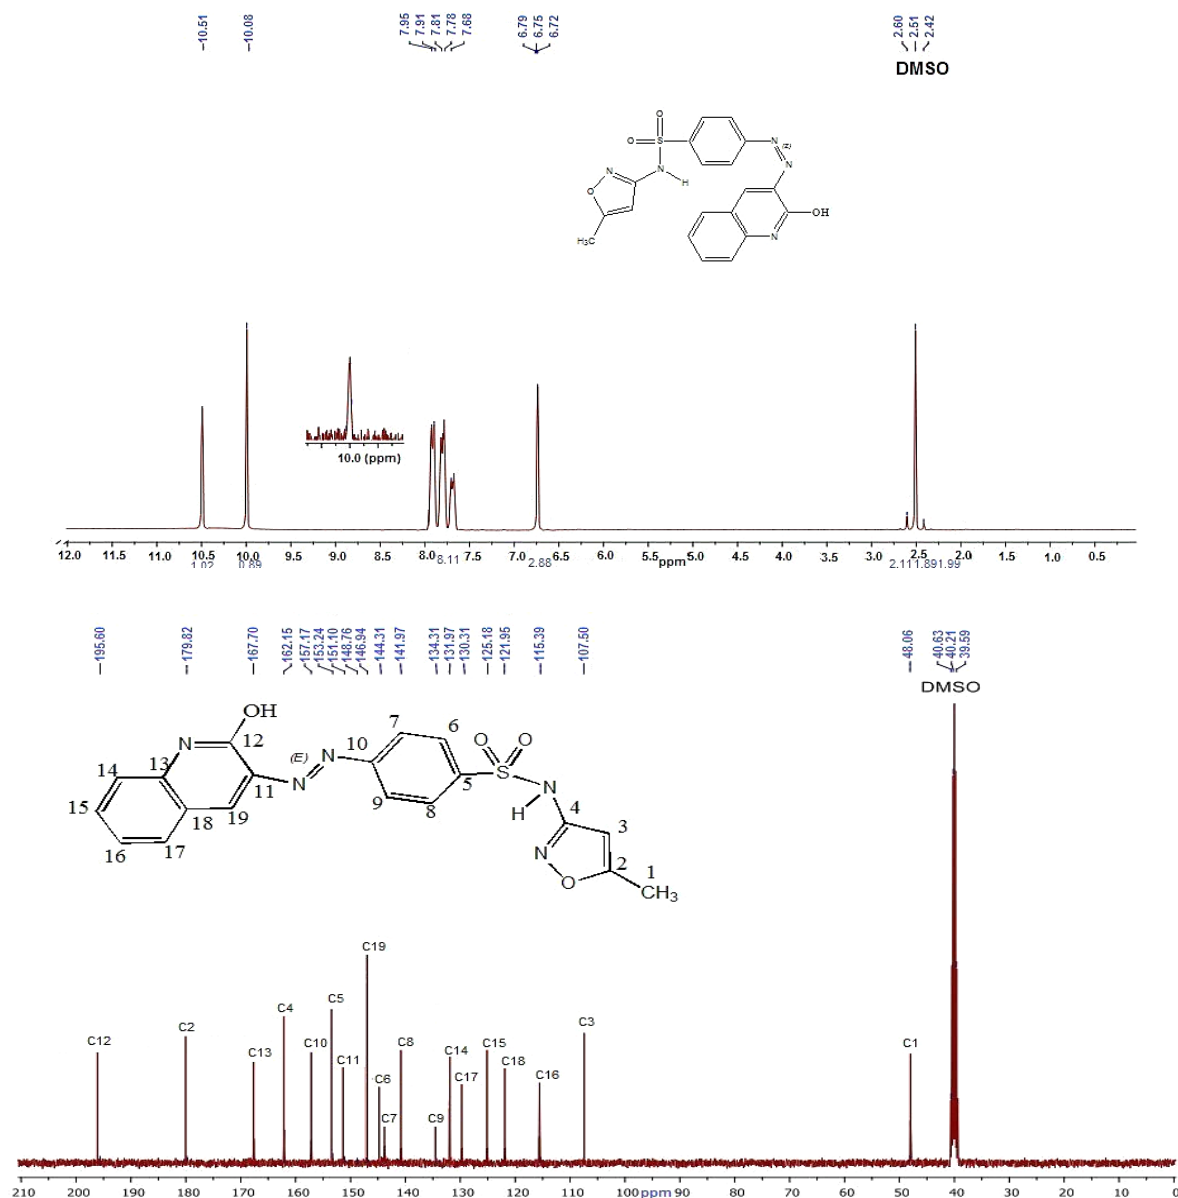 10.51 10.08 7.95 7.91 7.81 7.78 7.68 6.79 6.75 6.72 2.60 2.51 2.42
DMSO
O
O S N (Z)
N
N N H
O
OH
N
H₃C
10.0 (ppm)
12.0 11.5 11.0 10.5 10.0 9.5 9.0 8.5 8.0 7.5 7.0 6.5 6.0 5.5 ppm 5.0 4.5 4.0 3.5 3.0 2.5 2.0 1.5 1.0 0.5
1.02 0.89 8.11 2.88 2.11 1.89 1.99
195.60 179.82 167.70 162.15 157.17 153.24 151.10 148.76 146.94 144.31 141.97 134.31 131.97 130.31 125.18 121.95 115.39 107.50 48.06 40.63 40.21 39.59
DMSO
OH
7 6
N 12 (E) N 10 O O
13 S
14 11 N 5 N
15 9 8 H 4
18 19 3
16 17 N
O 2 1
CH₃
C19
C5
C4
C3
C12 C2 C13 C10 C11 C8 C14 C15 C1
C6 C17 C18 C16
C7 C9
210 200 190 180 170 160 150 140 130 120 110 100 ppm 90 80 70 60 50 40 30 20 10 0